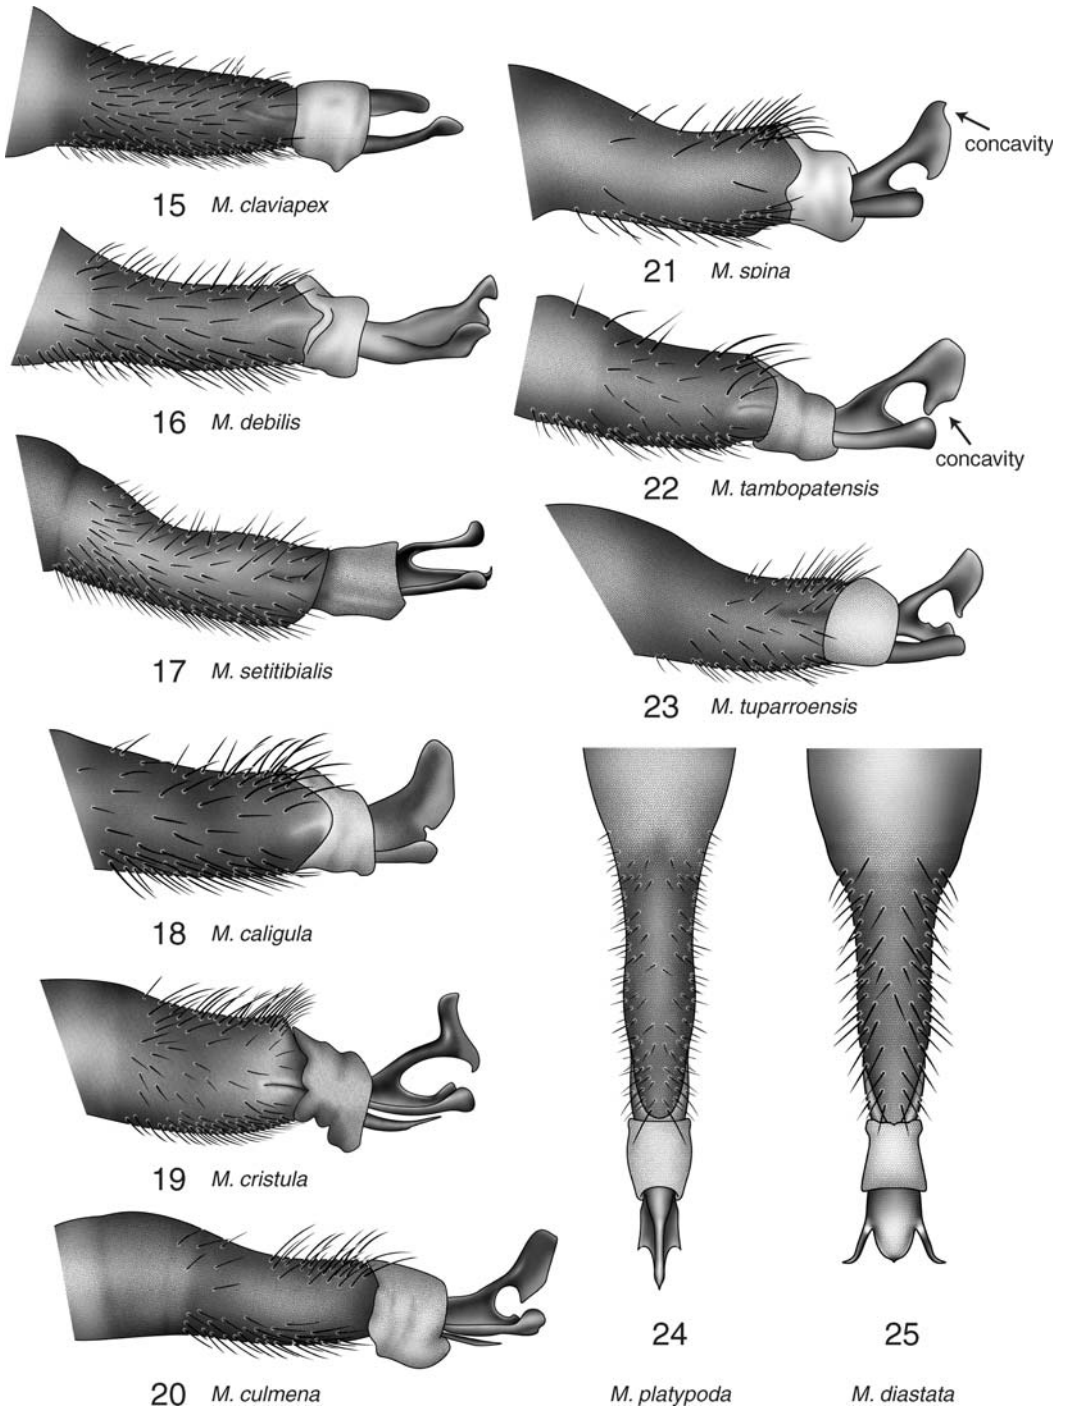 15 M. claviapex
16 M. debilis
17 M. setitibialis
18 M. caligula
19 M. cristula
20 M. culmena
concavity
21 M. spina
concavity
22 M. tambopatensis
23 M. tuparroensis
24
M. platypoda
25
M. diastata